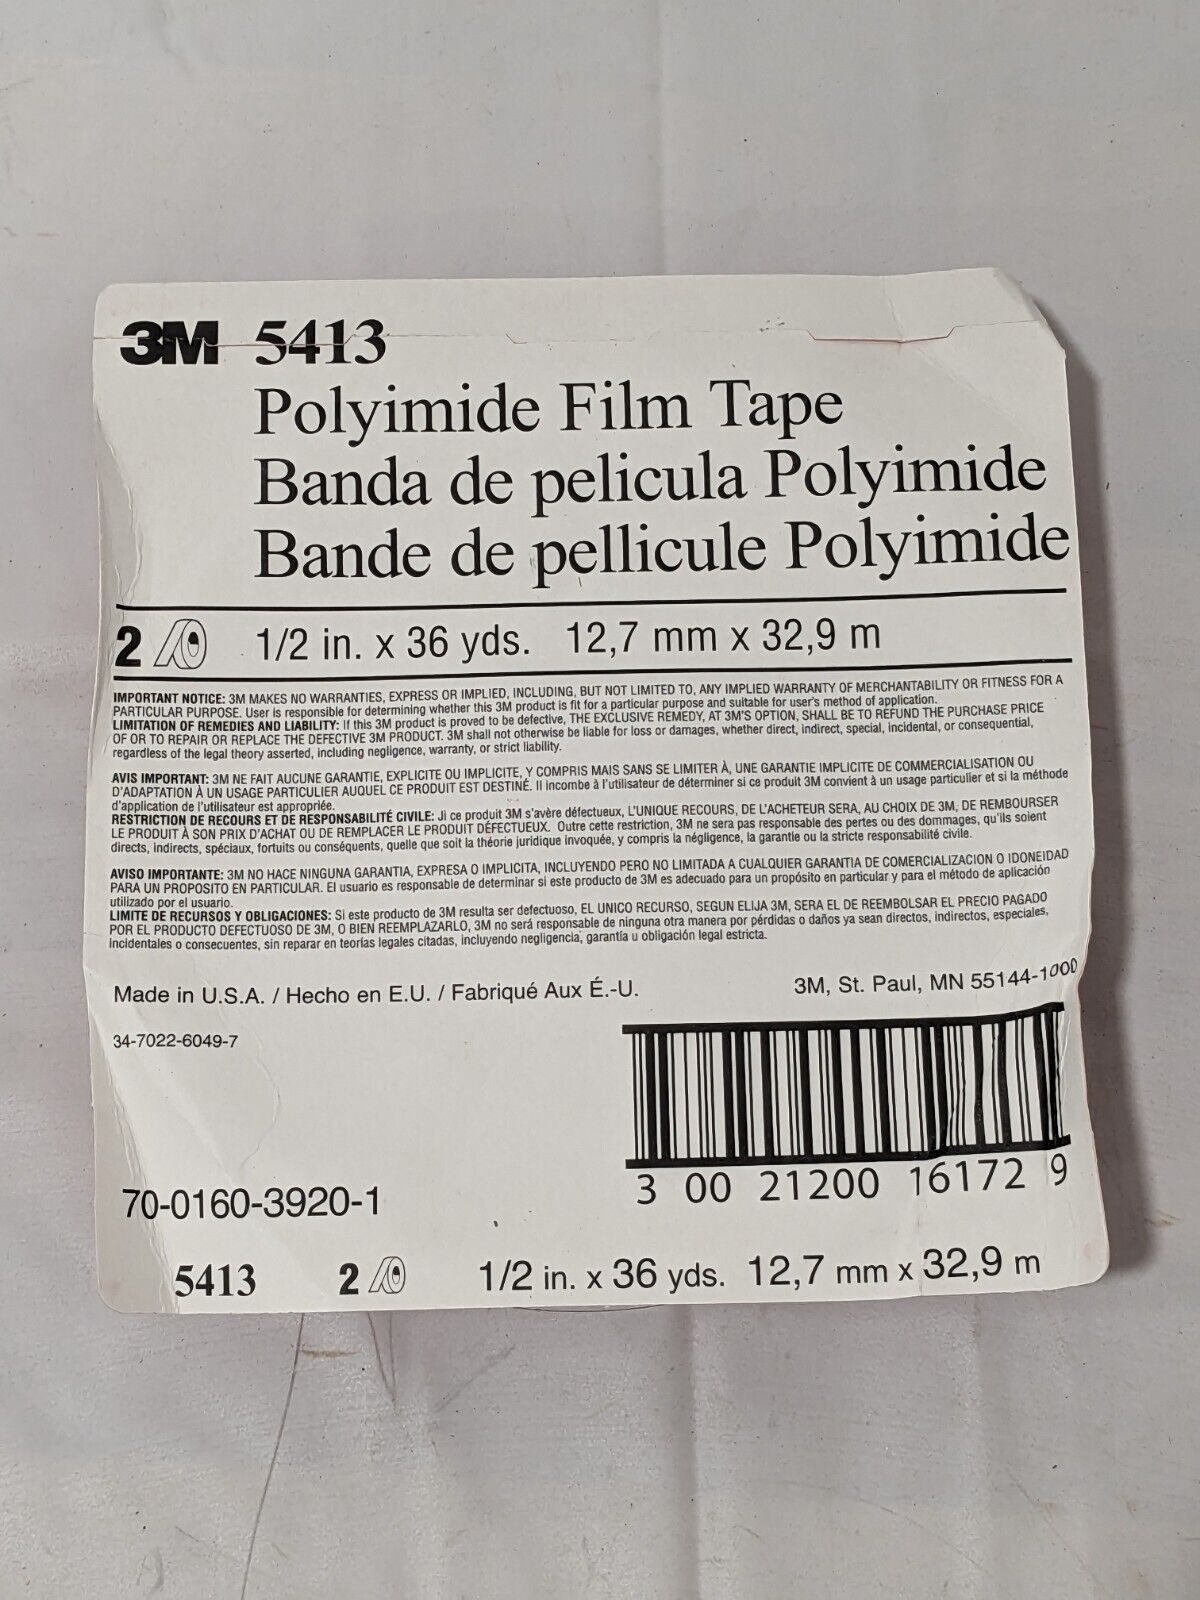 3M 5413
Polyimide Film Tape
Banda de pelicula Polyimide
Bande de pellicule Polyimide
2 1/2 in. x 36 yds. 12,7 mm x 32,9 m
IMPORTANT NOTICE: 3M MAKES NO WARRANTIES, EXPRESS OR IMPLIED, INCLUDING, BUT NOT LIMITED TO, ANY IMPLIED WARRANTY OF MERCHANTABILITY OR FITNESS FOR A
PARTICULAR PURPOSE. User is responsible for determining whether this 3M product is fit for a particular purpose and suitable for user's method of application.
LIMITATION OF REMEDIES AND LIABILITY: If this 3M product is proved to be defective, THE EXCLUSIVE REMEDY, AT 3M'S OPTION, SHALL BE TO REFUND THE PURCHASE PRICE
OF OR TO REPAIR OR REPLACE THE DEFECTIVE 3M PRODUCT. 3M shall not otherwise be liable for loss or damages, whether direct, indirect, special, incidental, or consequential,
regardless of the legal theory asserted, including negligence, warranty, or strict liability.
AVIS IMPORTANT: 3M NE FAIT AUCUNE GARANTIE, EXPLICITE OU IMPLICITE, Y COMPRIS MAIS SANS SE LIMITER À, UNE GARANTIE IMPLICITE DE COMMERCIALISATION OU
D'ADAPTATION À UN USAGE PARTICULIER AUQUEL CE PRODUIT EST DESTINÉ. Il incombe à l'utilisateur de déterminer si ce produit 3M convient à un usage particulier et si la méthode
d'application de l'utilisateur est appropriée.
RESTRICTION DE RECOURS ET DE RESPONSABILITÉ CIVILE: Ji ce produit 3M s'avère défectueux, L'UNIQUE RECOURS, DE L'ACHETEUR SERA, AU CHOIX DE 3M, DE REMBOURSER
LE PRODUIT À SON PRIX D'ACHAT OU DE REMPLACER LE PRODUIT DÉFECTUEUX. Outre cette restriction, 3M ne sera pas responsable des pertes ou des dommages, qu'ils soient
directs, indirects, spéciaux, fortuits ou conséquents, quelle que soit la théorie juridique invoquée, y compris la négligence, la garantie ou la stricte responsabilité civile.
AVISO IMPORTANTE: 3M NO HACE NINGUNA GARANTIA, EXPRESA O IMPLICITA, INCLUYENDO PERO NO LIMITADA A CUALQUIER GARANTIA DE COMERCIALIZACION O IDONEIDAD
PARA UN PROPOSITO EN PARTICULAR. El usuario es responsable de determinar si este producto de 3M es adecuado para un propósito en particular y para el método de aplicación
utilizado por el usuario.
LIMITE DE RECURSOS Y OBLIGACIONES: Si este producto de 3M resulta ser defectuoso, EL UNICO RECURSO, SEGUN ELIJA 3M, SERA EL DE REEMBOLSAR EL PRECIO PAGADO
POR EL PRODUCTO DEFECTUOSO DE 3M, O BIEN REEMPLAZARLO, 3M no será responsable de ninguna otra manera por pérdidas o daños ya sean directos, indirectos, especiales,
incidentales o consecuentes, sin reparar en teorías legales citadas, incluyendo negligencia, garantía u obligación legal estricta.
Made in U.S.A. / Hecho en E.U. / Fabriqué Aux É.-U.
3M, St. Paul, MN 55144-1000
34-7022-6049-7
3 00 21200 16172 9
70-0160-3920-1
5413 2 1/2 in. x 36 yds. 12,7 mm x 32,9 m